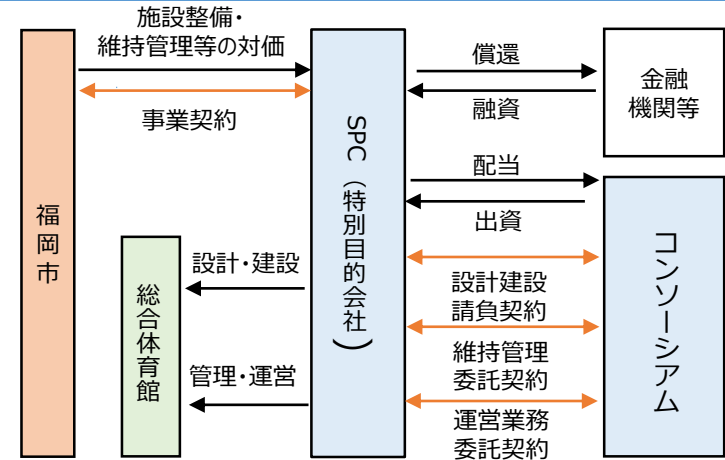 施設整備・
維持管理等の対価
事業契約
福岡市
総合体育館
設計・建設
管理・運営
SPC（特別目的会社）
償還
融資
金融
機関等
配当
出資
設計建設
請負契約
維持管理
委託契約
運営業務
委託契約
コンソーシアム